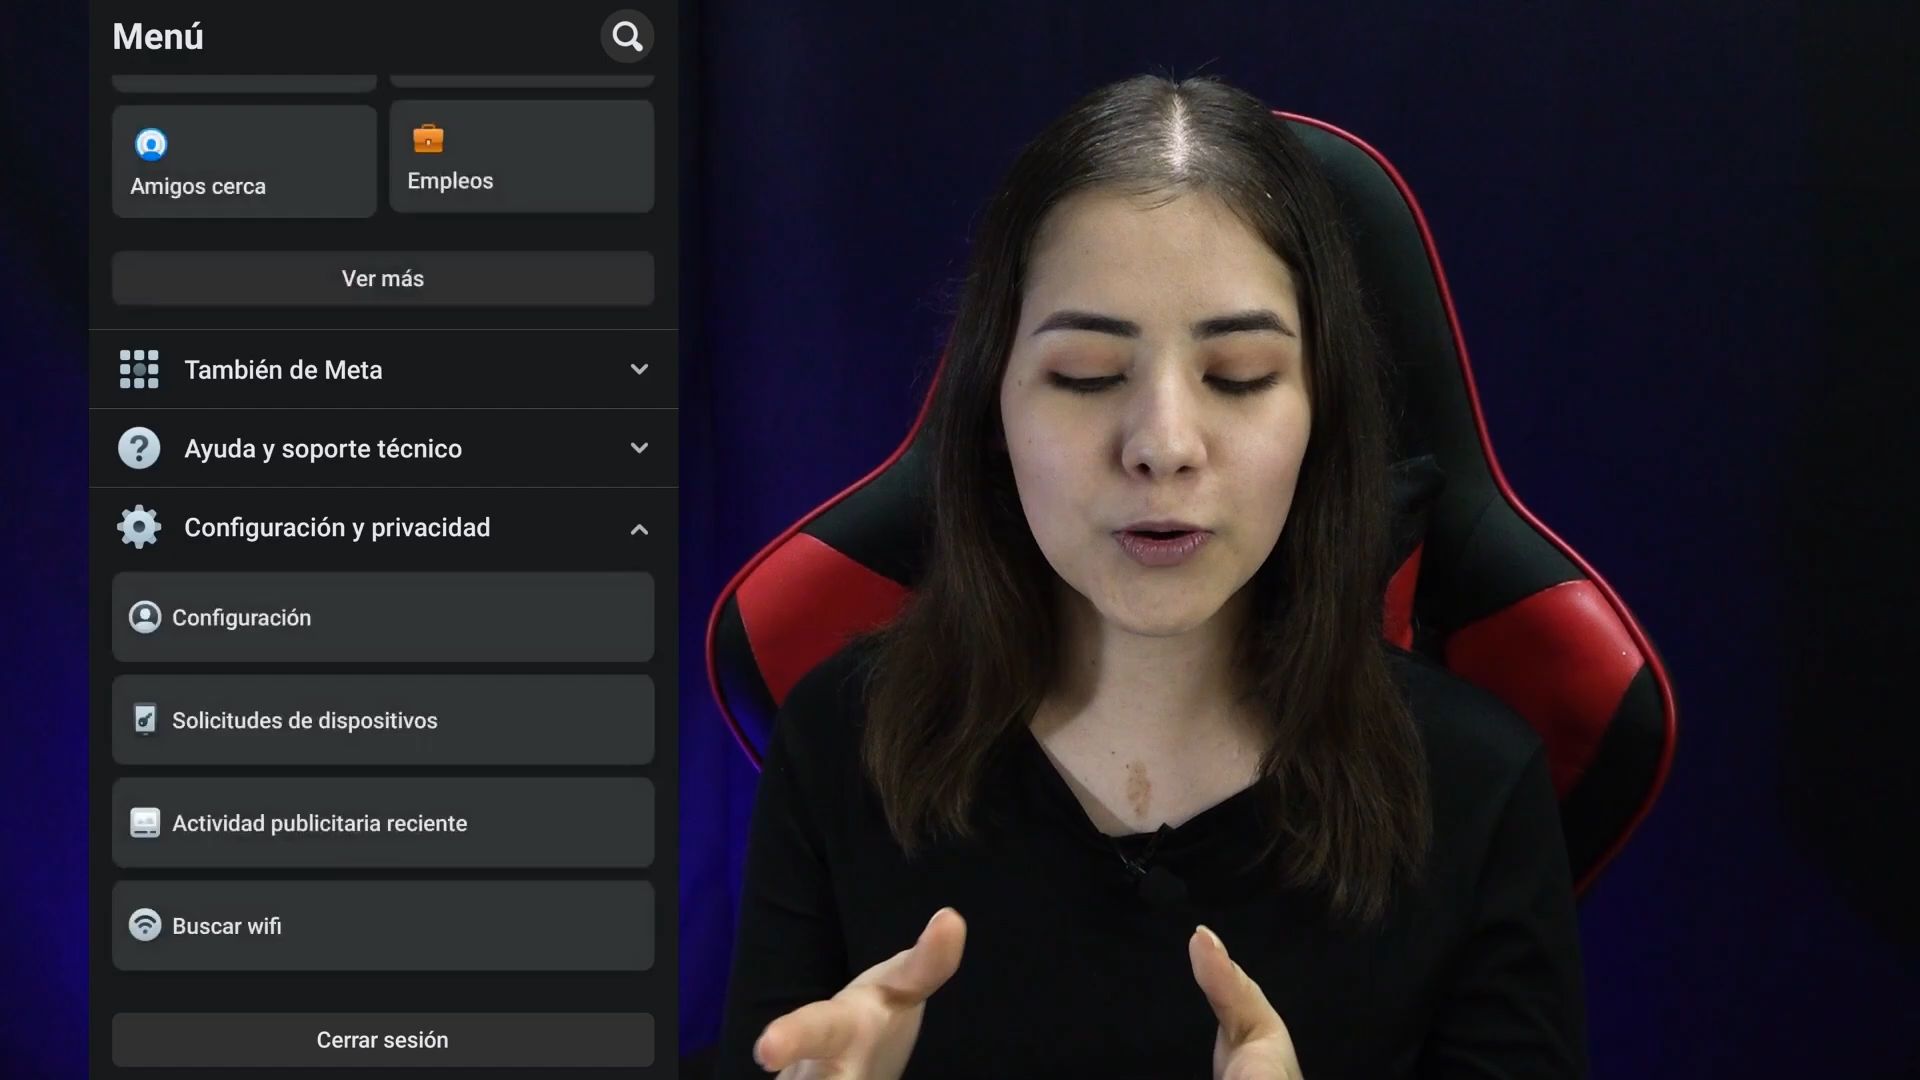 Menú
Amigos cerca
Empleos
Ver más
También de Meta
Ayuda y soporte técnico
Configuración y privacidad
Configuración
Solicitudes de dispositivos
Actividad publicitaria reciente
Buscar wifi
Cerrar sesión